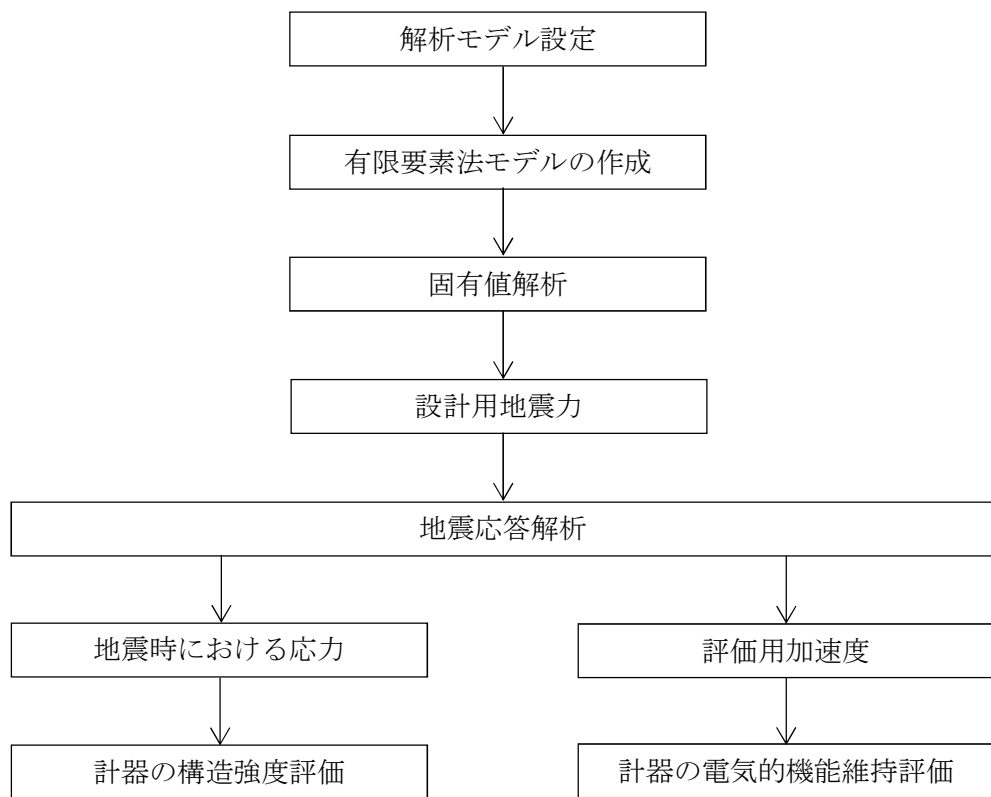 解析モデル設定
有限要素法モデルの作成
固有値解析
設計用地震力
地震応答解析
地震時における応力
評価用加速度
計器の構造強度評価
計器の電気的機能維持評価